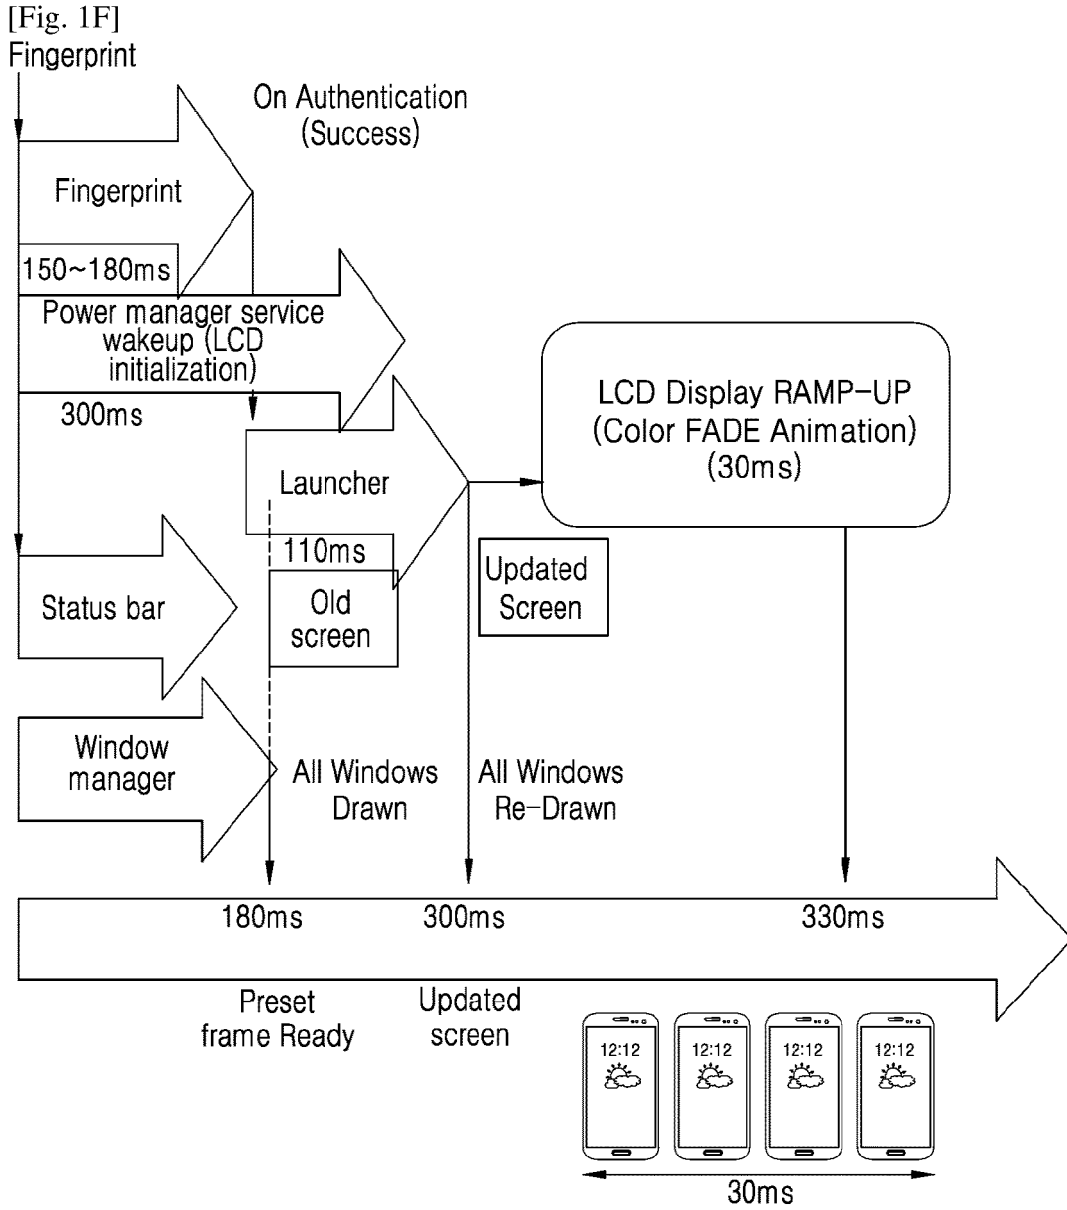 [Fig. 1F]
Fingerprint
On Authentication
(Success)
Fingerprint
150~180ms
Power manager service
wakeup (LCD
initialization)
300ms
LCD Display RAMP-UP
(Color FADE Animation)
(30ms)
Launcher
110ms
Updated
Screen
Status bar
Old
screen
Window
manager
All Windows
Drawn
All Windows
Re-Drawn
180ms
300ms
330ms
Preset
frame Ready
Updated
screen
12:12
12:12
12:12
12:12
30ms